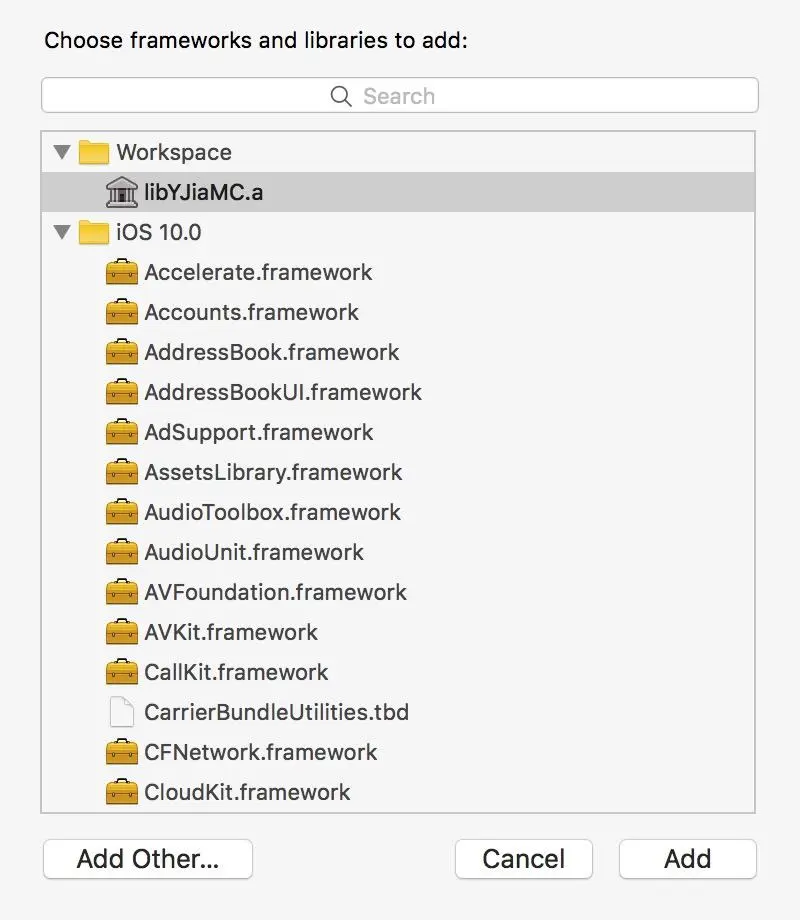 Choose frameworks and libraries to add:
Search
Workspace
libYJiaMC.a
iOS 10.0
Accelerate.framework
Accounts.framework
AddressBook.framework
AddressBookUI.framework
AdSupport.framework
AssetsLibrary.framework
AudioToolbox.framework
AudioUnit.framework
AVFoundation.framework
AVKit.framework
CallKit.framework
CarrierBundleUtilities.tbd
CFNetwork.framework
CloudKit.framework
Add Other... Cancel Add